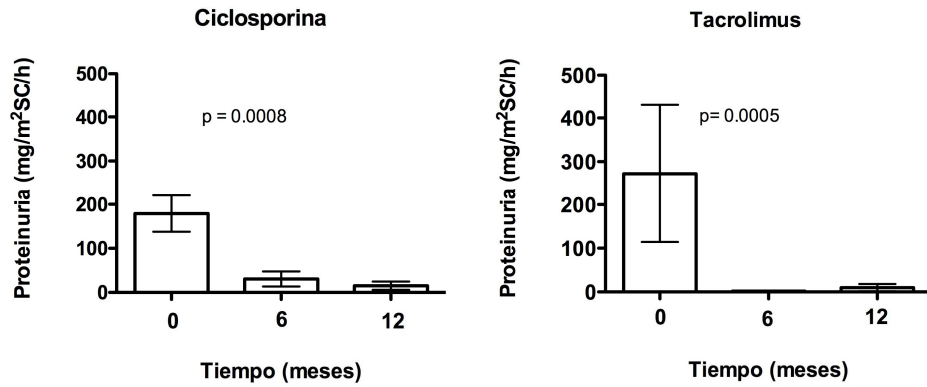 Ciclosporina
Proteinuria (mg/m²SC/h)
500
400
300
200
100
0
p = 0.0008
0 6 12
Tiempo (meses)
Tacrolimus
Proteinuria (mg/m²SC/h)
500
400
300
200
100
0
p= 0.0005
0 6 12
Tiempo (meses)